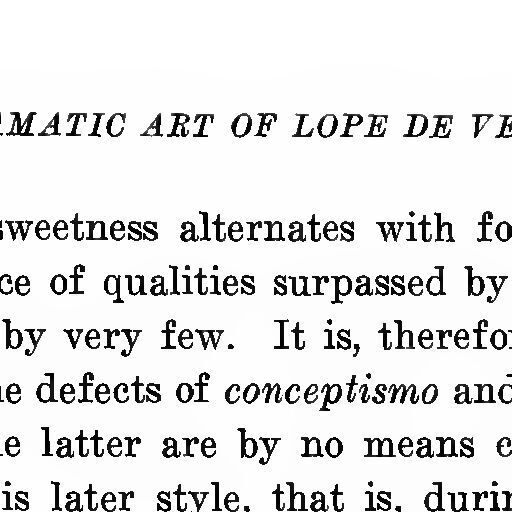 AMATIC ART OF LOPE DE VE
sweetness alternates with fo
ce of qualities surpassed by
by very few. It is, therefor
e defects of conceptismo and
e latter are by no means c
is later style, that is, durin